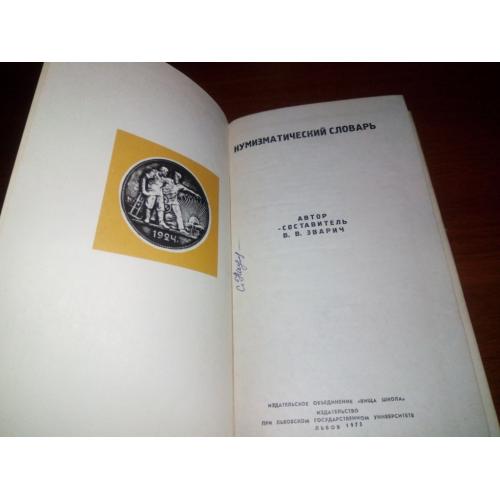 1924
НУМИЗМАТИЧЕСКИЙ СЛОВАРЬ
АВТОР
-СОСТАВИТЕЛЬ
В. В. ЗВАРИЧ
ИЗДАТЕЛЬСКОЕ ОБЪЕДИНЕНИЕ «ВИЩА ШКОЛА»
ИЗДАТЕЛЬСТВО
ПРИ ЛЬВОВСКОМ ГОСУДАРСТВЕННОМ УНИВЕРСИТЕТЕ
ЛЬВОВ 1975